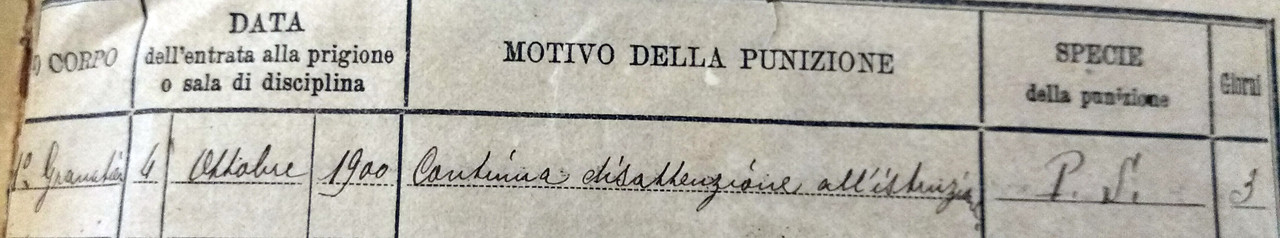 CORPO
DATA
dell'entrata alla prigione
o sala di disciplina
MOTIVO DELLA PUNIZIONE
SPECIE
della punizione
Giorni
1º Granatieri 4 Ottobre 1900 Continua disattenzione all'istruzione P. S. 3